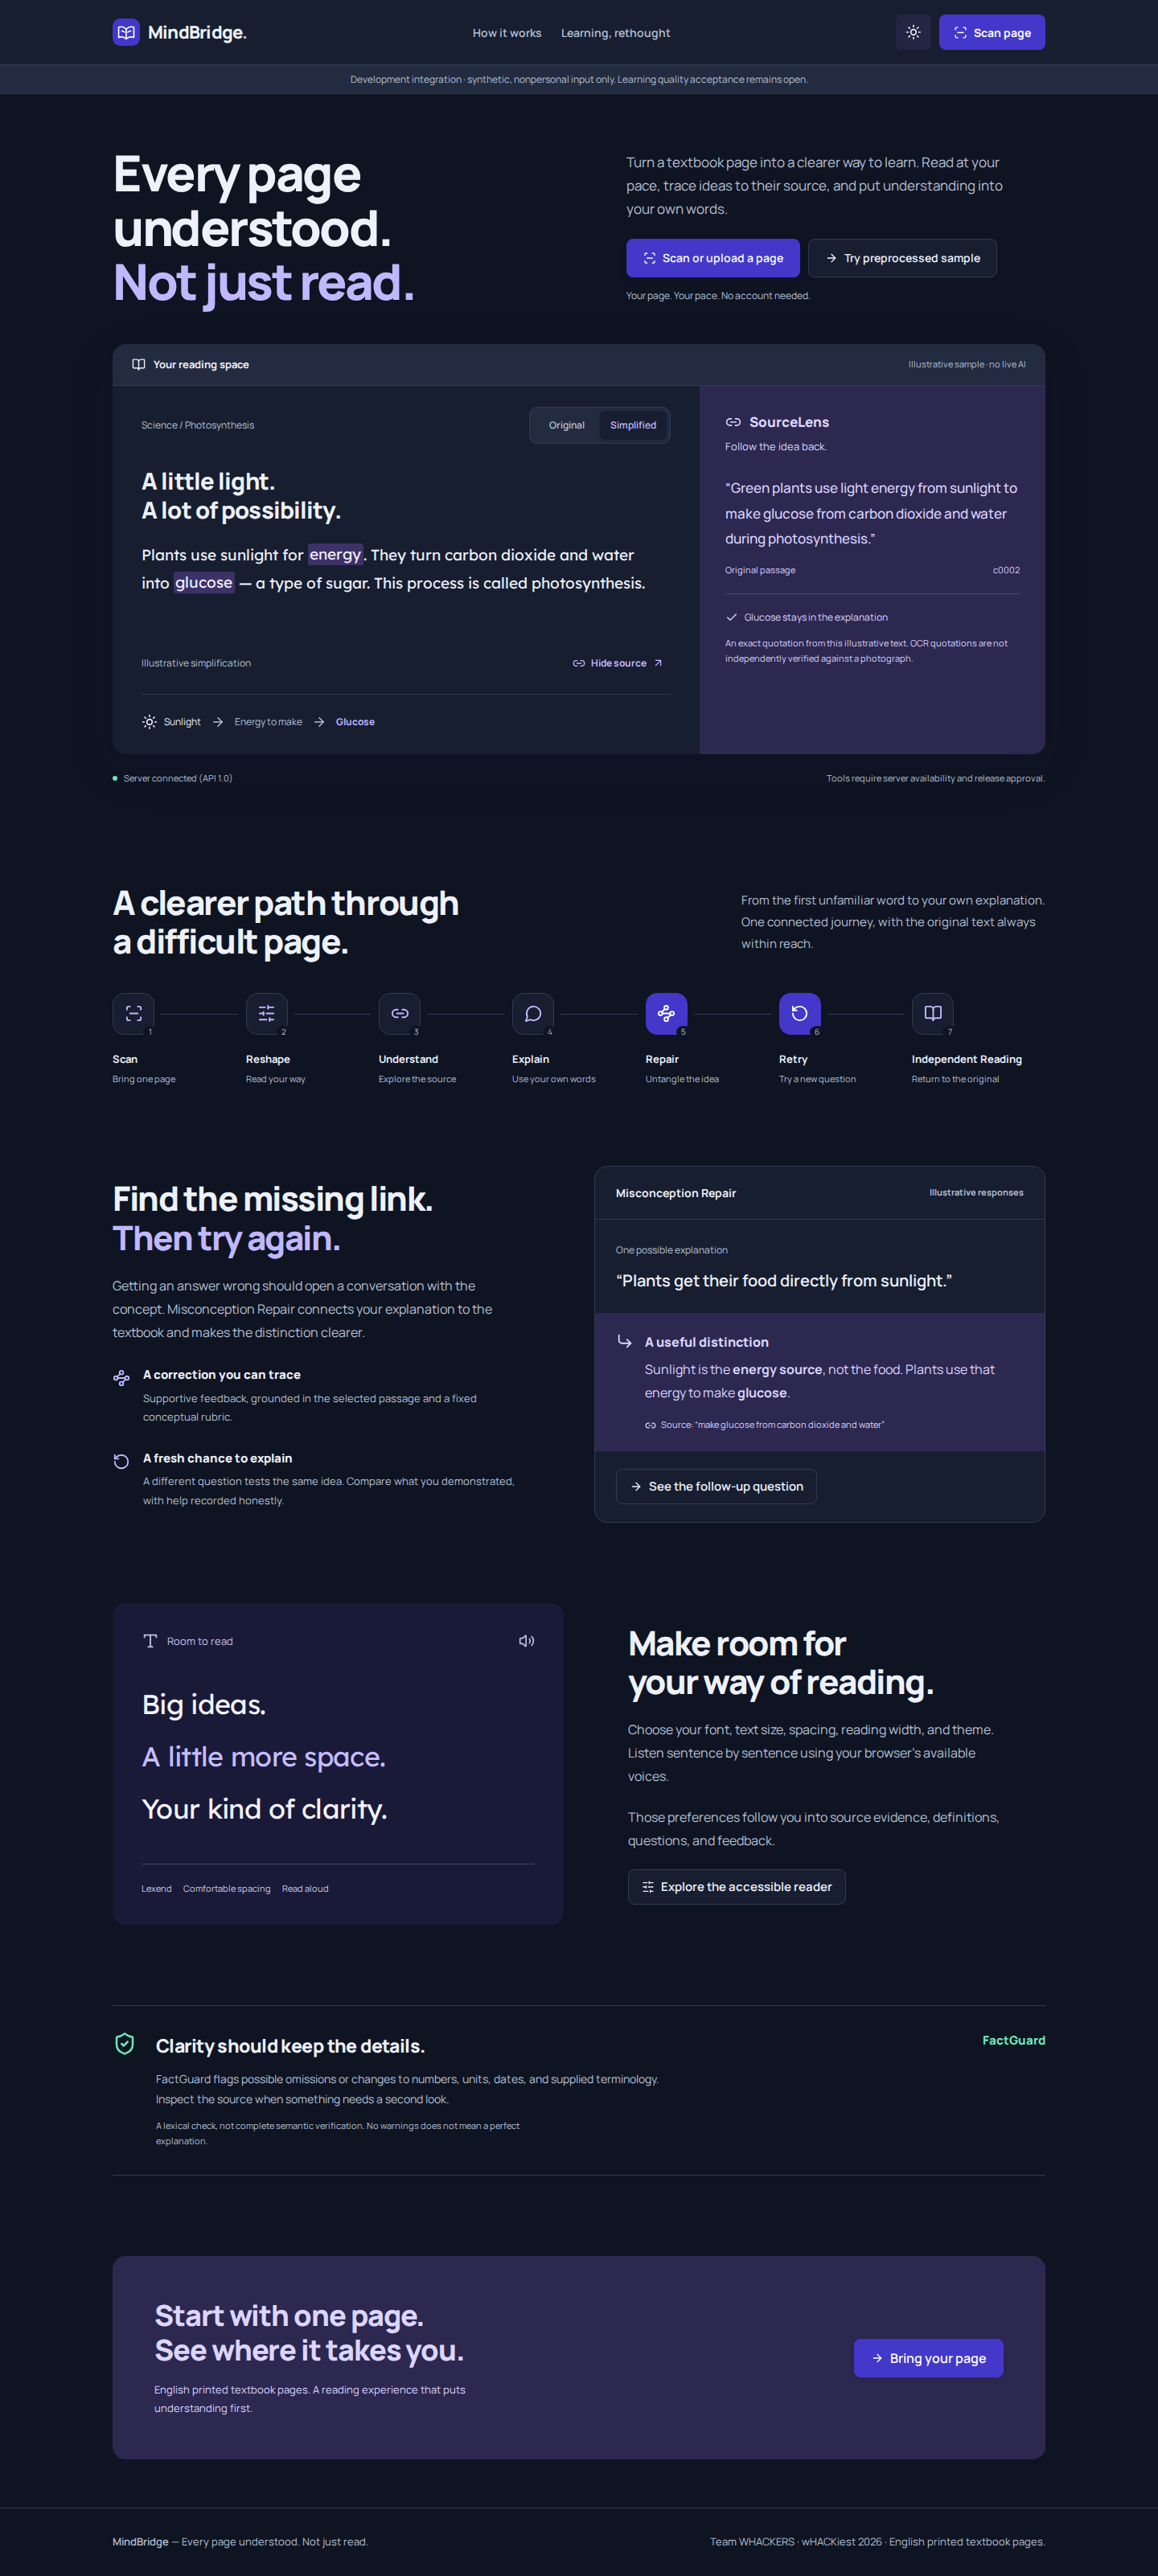 MindBridge.
How it works
Learning, rethought
Scan page
Development integration · synthetic, nonpersonal input only. Learning quality acceptance remains open.
Every page
understood.
Not just read.
Turn a textbook page into a clearer way to learn. Read at your
pace, trace ideas to their source, and put understanding into
your own words.
Scan or upload a page
Try preprocessed sample
Your page. Your pace. No account needed.
Your reading space
Illustrative sample · no live AI
Science / Photosynthesis
Original
Simplified
A little light.
A lot of possibility.
Plants use sunlight for energy. They turn carbon dioxide and water
into glucose — a type of sugar. This process is called photosynthesis.
Illustrative simplification
Hide source
Sunlight
Energy to make
Glucose
SourceLens
Follow the idea back.
“Green plants use light energy from sunlight to
make glucose from carbon dioxide and water
during photosynthesis.”
Original passage
c0002
Glucose stays in the explanation
An exact quotation from this illustrative text. OCR quotations are not
independently verified against a photograph.
Server connected (API 1.0)
Tools require server availability and release approval.
A clearer path through
a difficult page.
From the first unfamiliar word to your own explanation.
One connected journey, with the original text always
within reach.
1
2
3
4
5
6
7
Scan
Bring one page
Reshape
Read your way
Understand
Explore the source
Explain
Use your own words
Repair
Untangle the idea
Retry
Try a new question
Independent Reading
Return to the original
Find the missing link.
Then try again.
Getting an answer wrong should open a conversation with the
concept. Misconception Repair connects your explanation to the
textbook and makes the distinction clearer.
A correction you can trace
Supportive feedback, grounded in the selected passage and a fixed
conceptual rubric.
A fresh chance to explain
A different question tests the same idea. Compare what you demonstrated,
with help recorded honestly.
Misconception Repair
Illustrative responses
One possible explanation
“Plants get their food directly from sunlight.”
A useful distinction
Sunlight is the energy source, not the food. Plants use that
energy to make glucose.
Source: “make glucose from carbon dioxide and water”
See the follow-up question
Room to read
Big ideas.
A little more space.
Your kind of clarity.
Lexend
Comfortable spacing
Read aloud
Make room for
your way of reading.
Choose your font, text size, spacing, reading width, and theme.
Listen sentence by sentence using your browser’s available
voices.
Those preferences follow you into source evidence, definitions,
questions, and feedback.
Explore the accessible reader
Clarity should keep the details.
FactGuard
FactGuard flags possible omissions or changes to numbers, units, dates, and supplied terminology.
Inspect the source when something needs a second look.
A lexical check, not complete semantic verification. No warnings does not mean a perfect
explanation.
Start with one page.
See where it takes you.
English printed textbook pages. A reading experience that puts
understanding first.
Bring your page
MindBridge — Every page understood. Not just read.
Team WHACKERS · wHACKiest 2026 · English printed textbook pages.